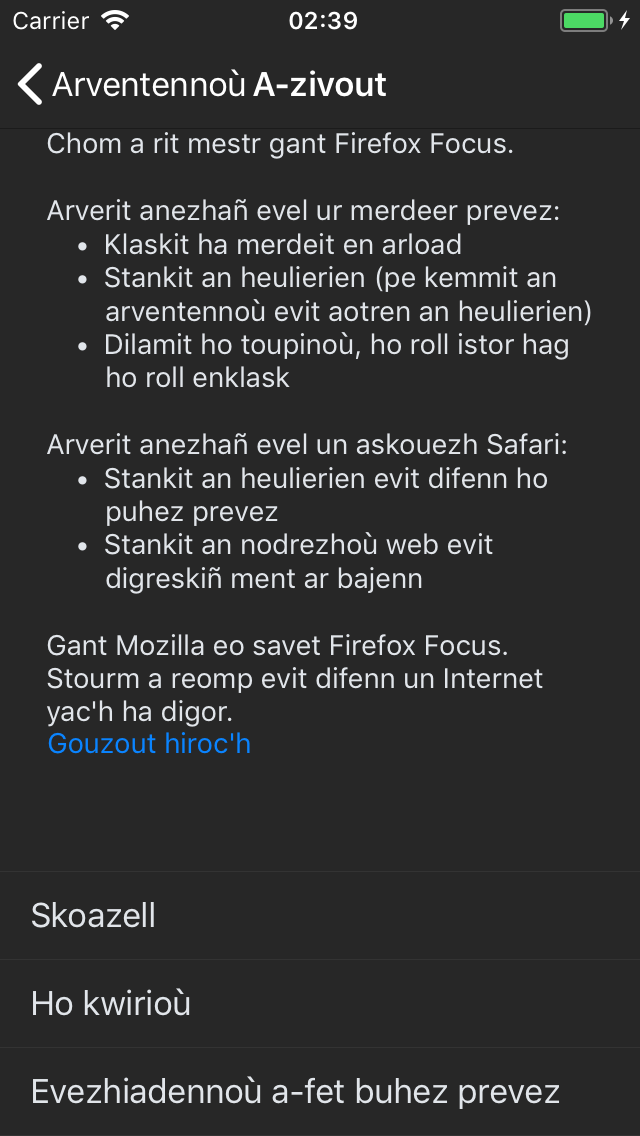 Carrier 02:39
Arventennoù A-zivout
Chom a rit mestr gant Firefox Focus.
Arverit anezhañ evel ur merdeer prevez:
• Klaskit ha merdeit en arload
• Stankit an heulierien (pe kemmit an
arventennoù evit aotren an heulierien)
• Dilamit ho toupinoù, ho roll istor hag
ho roll enklask
Arverit anezhañ evel un askouezh Safari:
• Stankit an heulierien evit difenn ho
puhez prevez
• Stankit an nodrezhoù web evit
digreskiñ ment ar bajenn
Gant Mozilla eo savet Firefox Focus.
Stourm a reomp evit difenn un Internet
yac'h ha digor.
Gouzout hiroc'h
Skoazell
Ho kwirioù
Evezhiadennoù a-fet buhez prevez